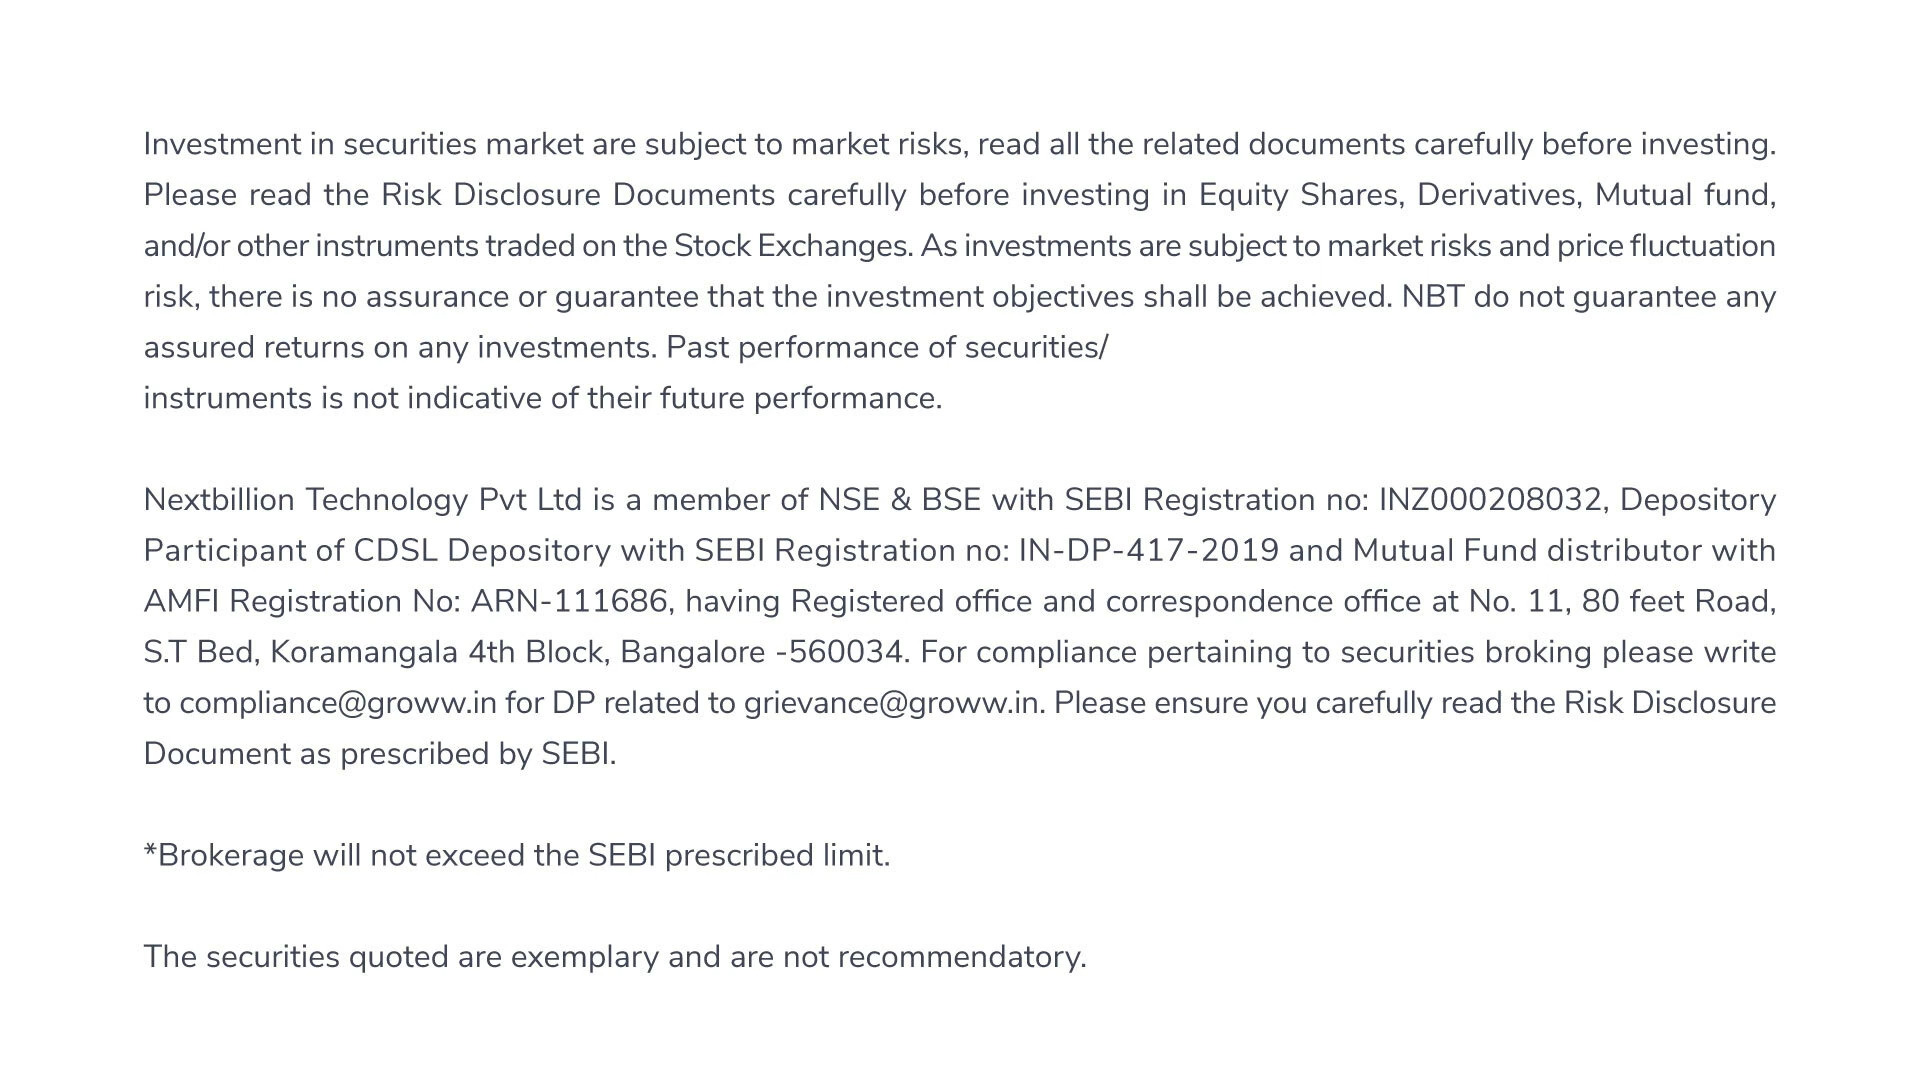 Investment in securities market are subject to market risks, read all the related documents carefully before investing.
Please read the Risk Disclosure Documents carefully before investing in Equity Shares, Derivatives, Mutual fund,
and/or other instruments traded on the Stock Exchanges. As investments are subject to market risks and price fluctuation
risk, there is no assurance or guarantee that the investment objectives shall be achieved. NBT do not guarantee any
assured returns on any investments. Past performance of securities/
instruments is not indicative of their future performance.
Nextbillion Technology Pvt Ltd is a member of NSE & BSE with SEBI Registration no: INZ000208032, Depository
Participant of CDSL Depository with SEBI Registration no: IN-DP-417-2019 and Mutual Fund distributor with
AMFI Registration No: ARN-111686, having Registered office and correspondence office at No. 11, 80 feet Road,
S.T Bed, Koramangala 4th Block, Bangalore -560034. For compliance pertaining to securities broking please write
to compliance@groww.in for DP related to grievance@groww.in. Please ensure you carefully read the Risk Disclosure
Document as prescribed by SEBI.
*Brokerage will not exceed the SEBI prescribed limit.
The securities quoted are exemplary and are not recommendatory.